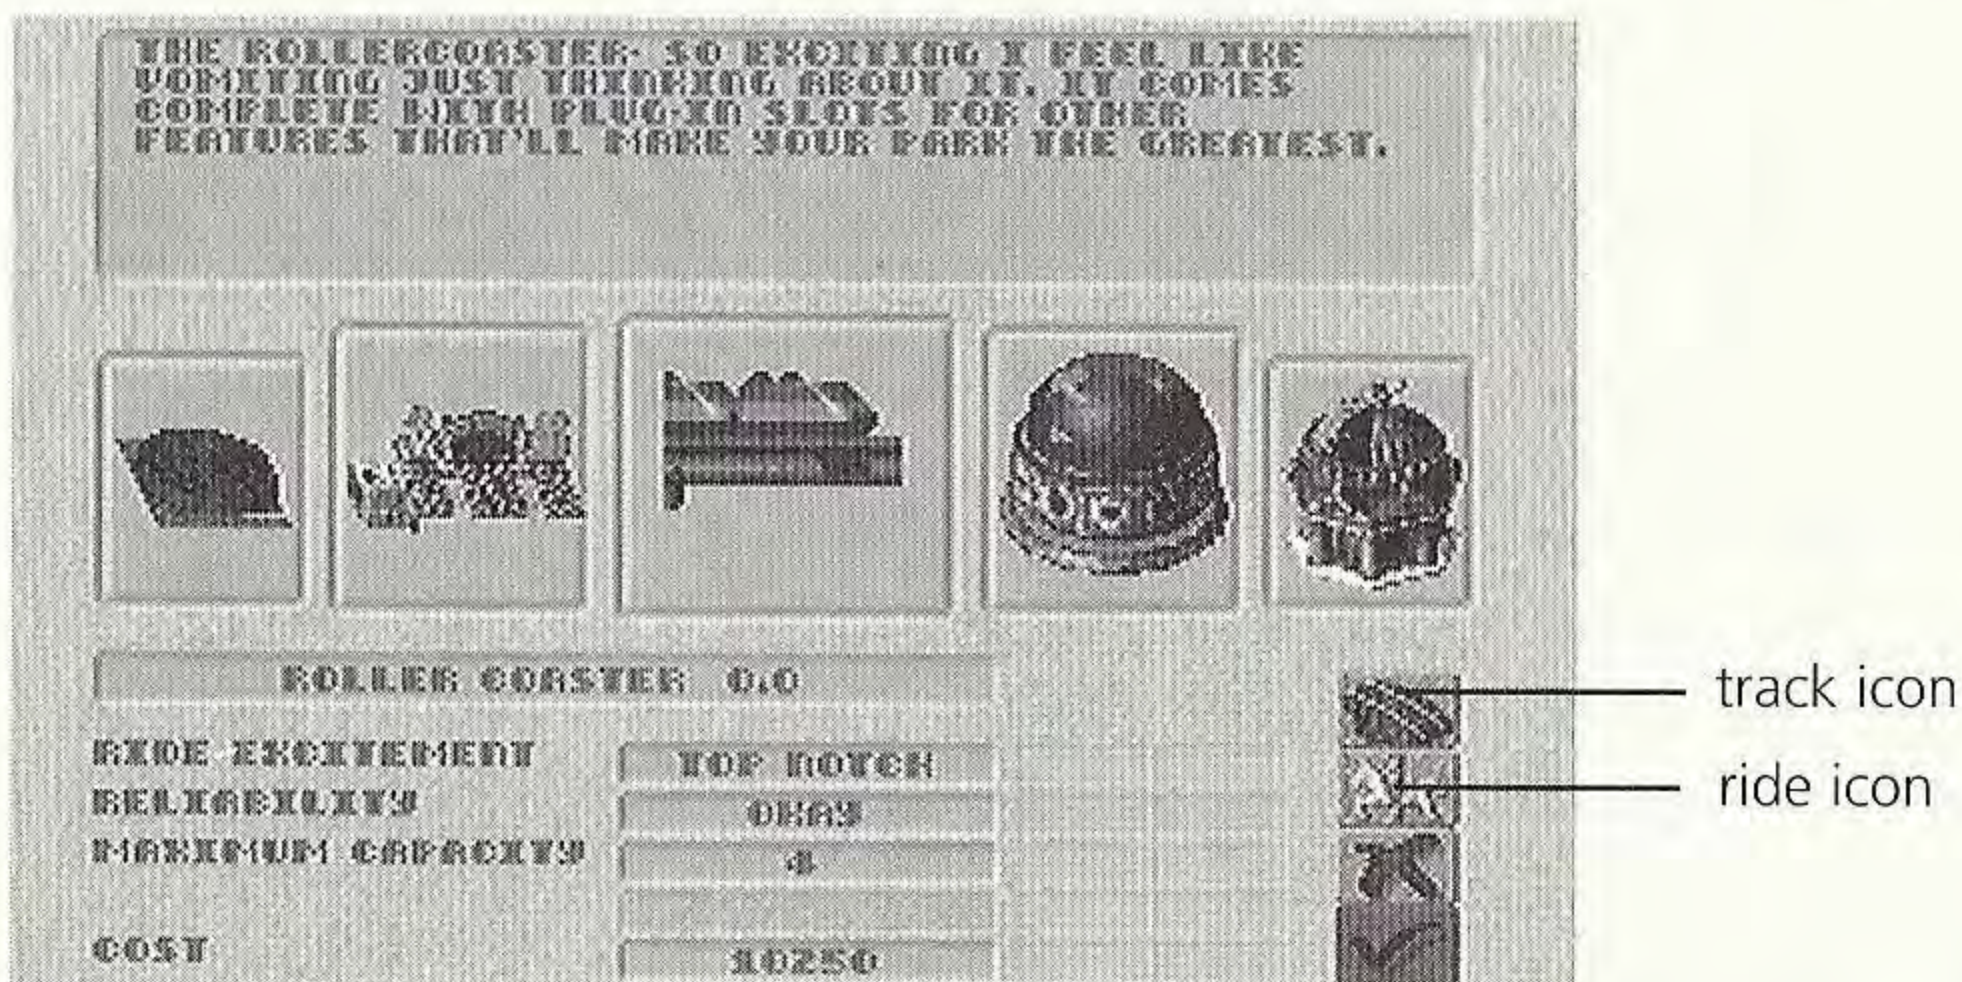 THE ROLLERCOASTER- SO EXCITING I FEEL LIKE
VOMITING JUST THINKING ABOUT IT. IT COMES
COMPLETE WITH PLUG-IN SLOTS FOR OTHER
FEATURES THAT'LL MAKE YOUR PARK THE GREATEST.
ROLLER COASTER 0.0
track icon
RIDE EXCITEMENT TOP NOTCH
ride icon
RELIABILITY OKAY
MAXIMUM CAPACITY 4
COST 10250